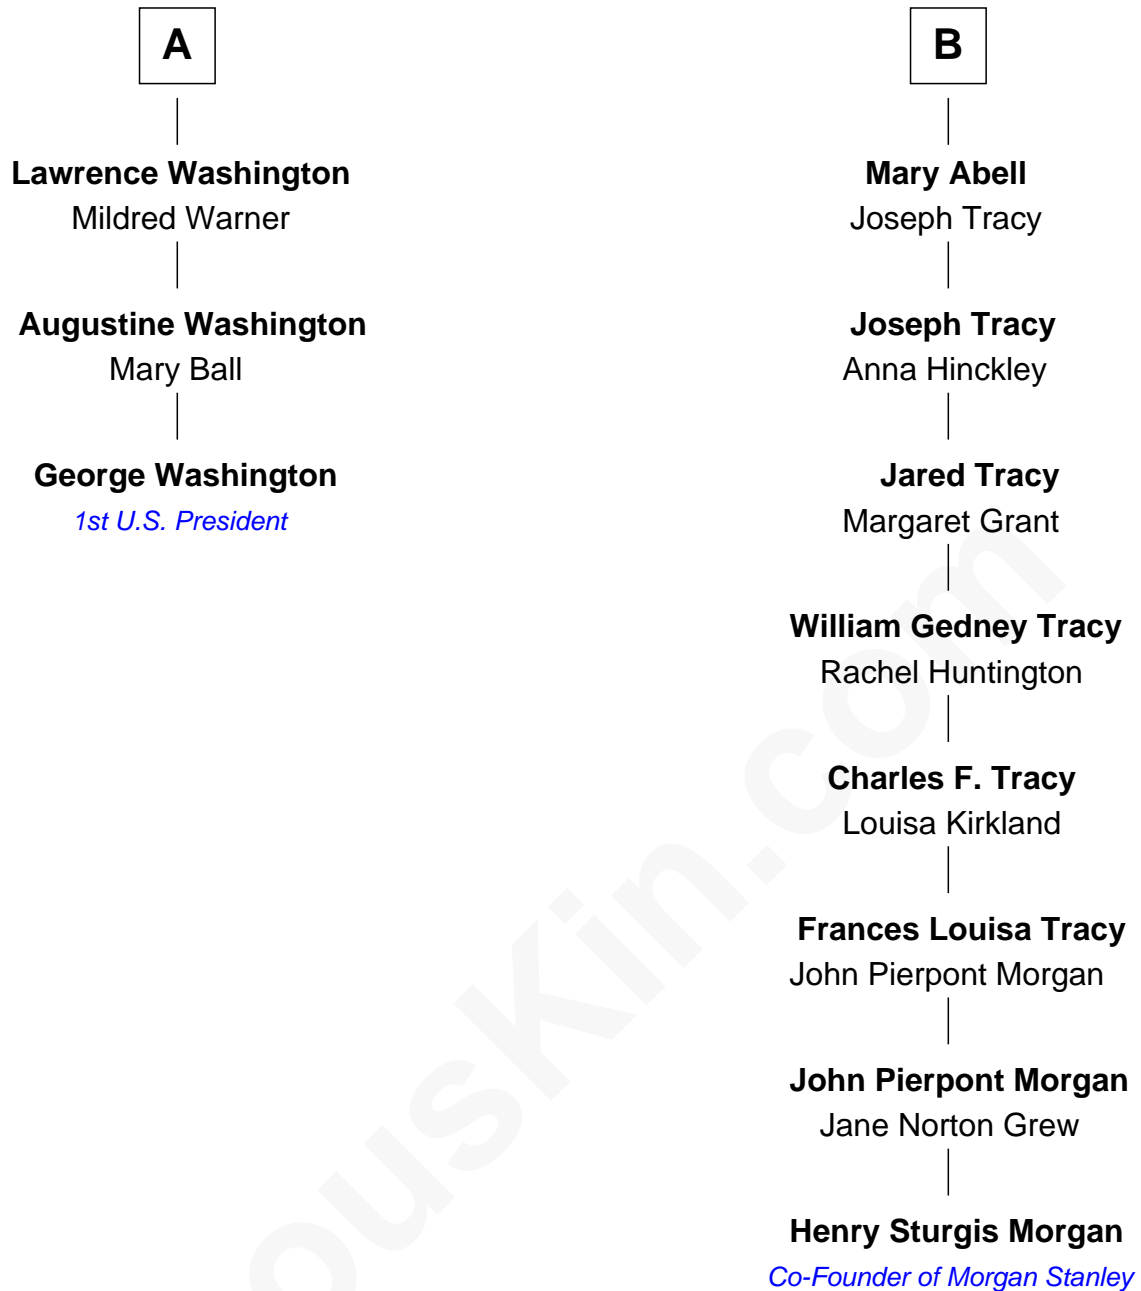 A
Lawrence Washington
Mildred Warner
Augustine Washington
Mary Ball
George Washington
1st U.S. President
B
Mary Abell
Joseph Tracy
Joseph Tracy
Anna Hinckley
Jared Tracy
Margaret Grant
William Gedney Tracy
Rachel Huntington
Charles F. Tracy
Louisa Kirkland
Frances Louisa Tracy
John Pierpont Morgan
John Pierpont Morgan
Jane Norton Grew
Henry Sturgis Morgan
Co-Founder of Morgan Stanley
ousKin.com